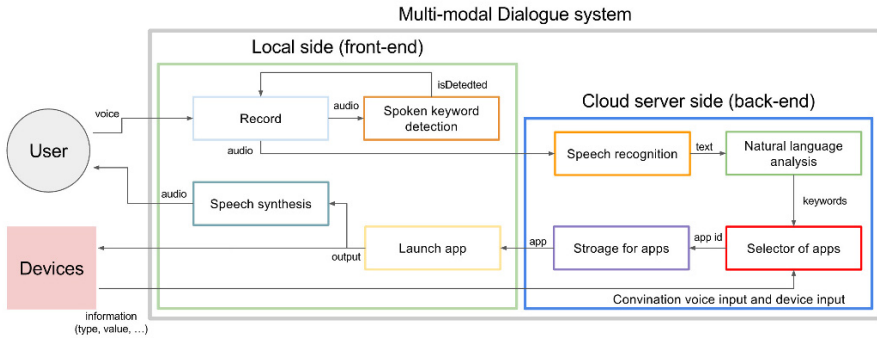 Multi-modal Dialogue system
Local side (front-end)
isDetedted
voice
Record
audio
Spoken keyword
detection
Cloud server side (back-end)
User
audio
Speech recognition
text
Natural language
analysis
audio
Speech synthesis
keywords
Devices
output
Launch app
app
Stroage for apps
app id
Selector of apps
Convination voice input and device input
information
(type, value, …)